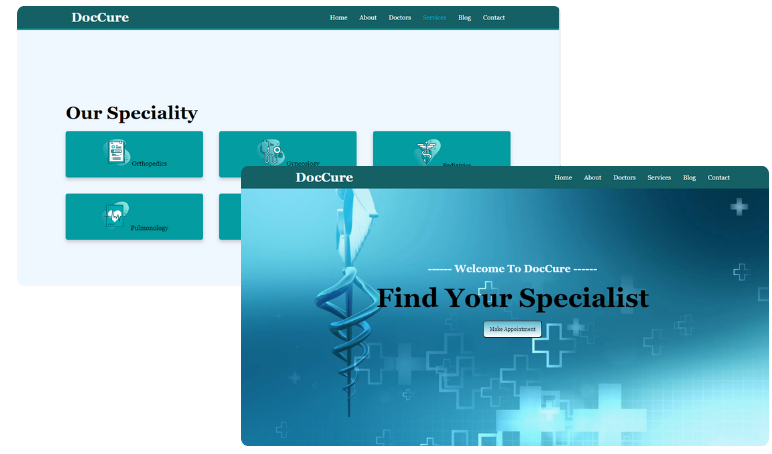 DocCure
Home About Doctors Services Blog Contact
Our Speciality
Orthopedics
Gynecology
Pediatrics
Pulmonology
DocCure
Home About Doctors Services Blog Contact
------ Welcome To DocCure ------
Find Your Specialist
Make Appointment